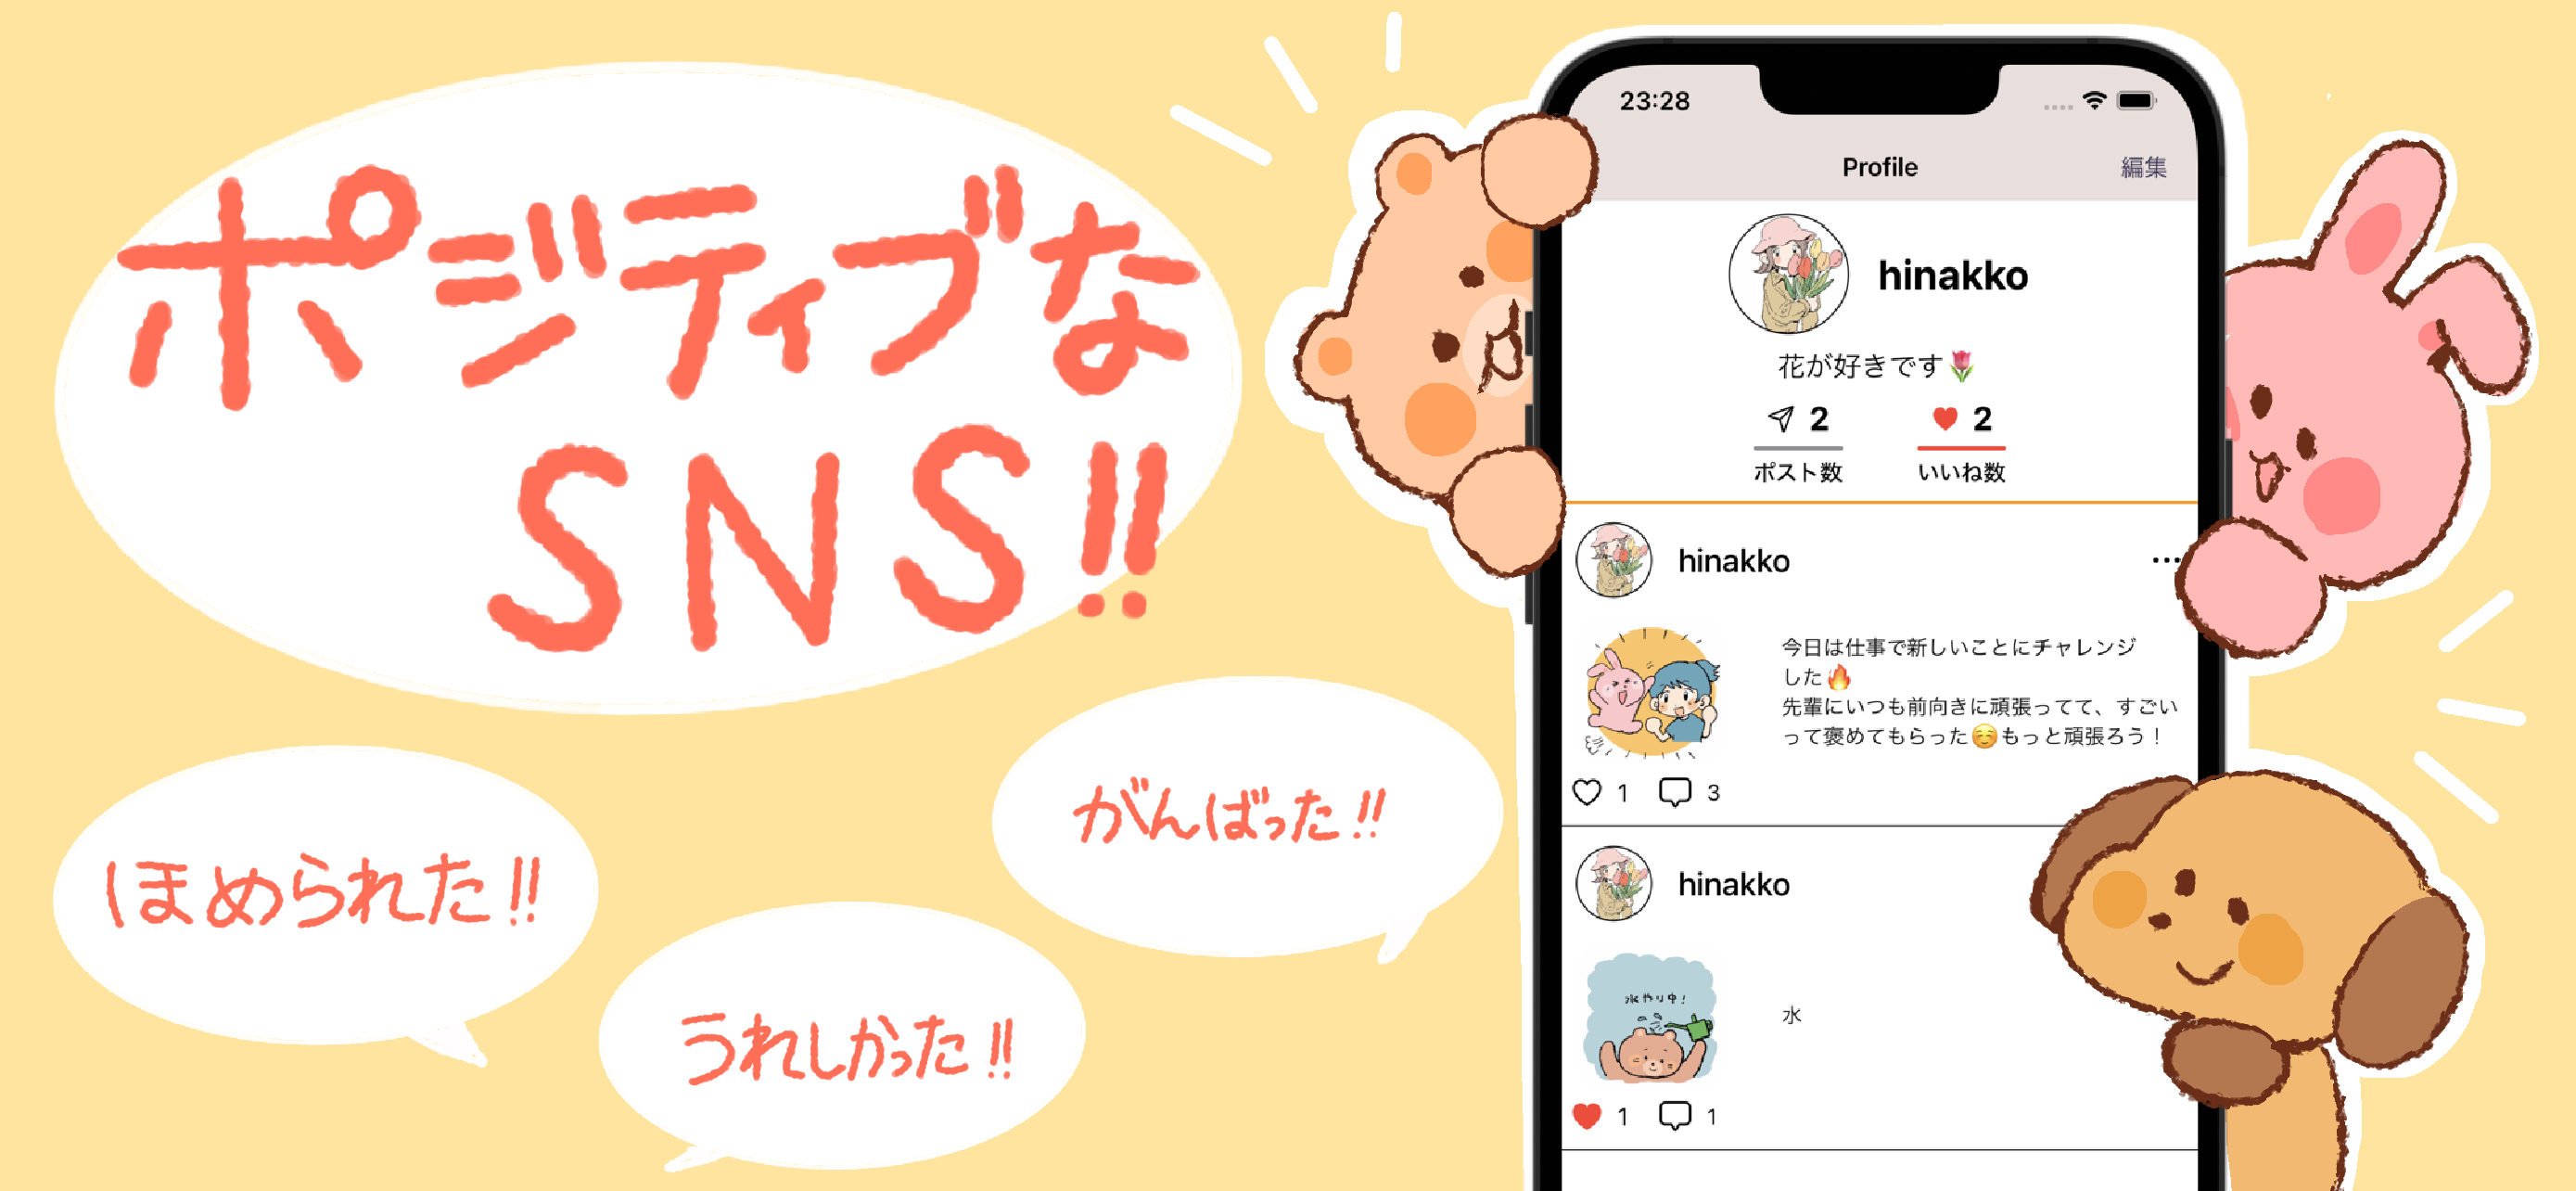 ポジティブな
SNS!!
ほめられた!!
うれしかった!!
がんばった!!
23:28
Profile
編集
hinakko
花が好きです🌷
2
2
ポスト数
いいね数
hinakko
...
今日は仕事で新しいことにチャレンジ
した🔥
先輩にいつも前向きに頑張ってて、すごい
って褒めてもらった☺️もっと頑張ろう！
1
3
hinakko
水やり中!
水
1
1